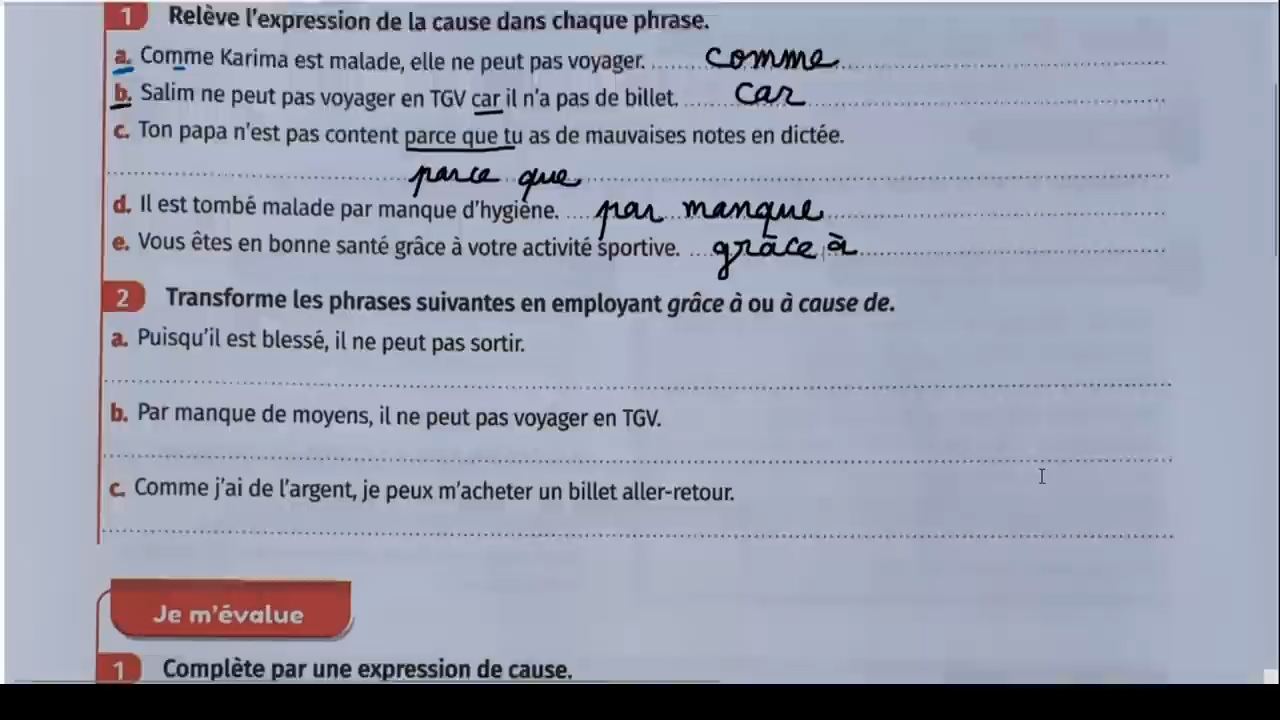 1 Relève l'expression de la cause dans chaque phrase.
a. Comme Karima est malade, elle ne peut pas voyager. comme
b. Salim ne peut pas voyager en TGV car il n'a pas de billet. car
c. Ton papa n'est pas content parce que tu as de mauvaises notes en dictée.
parce que
d. Il est tombé malade par manque d'hygiène. par manque
e. Vous êtes en bonne santé grâce à votre activité sportive. grâce à
2 Transforme les phrases suivantes en employant grâce à ou à cause de.
a. Puisqu'il est blessé, il ne peut pas sortir.
b. Par manque de moyens, il ne peut pas voyager en TGV.
c. Comme j'ai de l'argent, je peux m'acheter un billet aller-retour.
Je m'évalue
1 Complète par une expression de cause.